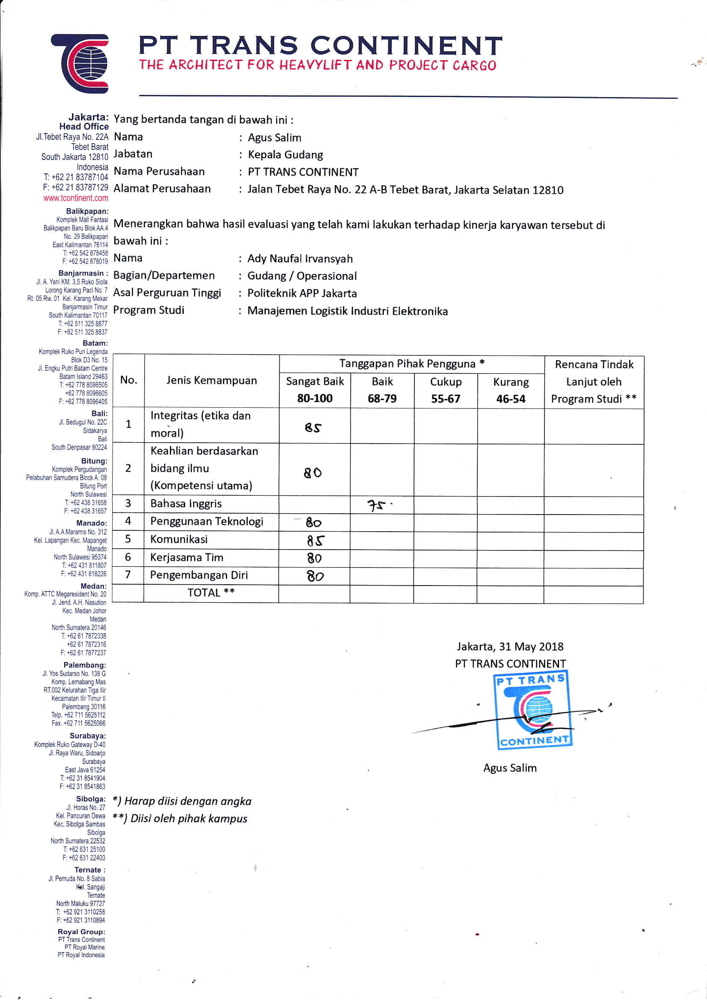 PT TRANS CONTINENT
THE ARCHITECT FOR HEAVYLIFT AND PROJECT CARGO
Jakarta:
Head Office
Jl.Tebet Raya No. 22A
Tebet Barat
South Jakarta 12810
Indonesia
T: +62 21 83787104
F: +62 21 83787129
www.tcontinent.com
Balikpapan:
Komplek Mall Fantasi
Balikpapan Baru Blok AA.4
No. 29 Balikpapan
East Kalimantan 76114
T: +62 542 878458
F: +62 542 878019
Banjarmasin :
Jl. A. Yani KM. 3,5 Ruko Siola
Lorong Karang Paci No. 7
Rt. 05 Rw. 01 Kel. Karang Mekar
Banjarmasin Timur
South Kalimantan 70117
T: +62 511 325 8877
F: +62 511 325 8837
Batam:
Komplek Ruko Puri Legenda
Blok D3 No. 15
Jl. Engku Putri Batam Centre
Batam Island 29463
T: +62 778 8096505
+62 778 8096605
F: +62 778 8096405
Bali:
Jl. Bedugul No. 22C
Sidakarya
Bali
South Denpasar 80224
Bitung:
Komplek Pergudangan
Pelabuhan Samudera Block A. 08
Bitung Port
North Sulawesi
T: +62 438 31658
F: +62 438 31657
Manado:
Jl. A.A Maramis No. 312
Kel. Lapangan Kec. Mapanget
Manado
North Sulawesi 95374
T: +62 431 811807
F: +62 431 818226
Medan:
Komp. ATTC Megaresident No. 20
Jl. Jend. A.H. Nasution
Kec. Medan Johor
Medan
North Sumatera 20146
T: +62 61 7872338
+62 61 7872316
F: +62 61 7877237
Palembang:
Jl. Yos Sudarso No. 138 G
Komp. Lemabang Mas
RT.002 Kelurahan Tiga Ilir
Kecamatan Ilir Timur II
Palembang 30116
Telp. +62 711 5625112
Fax. +62 711 5625066
Surabaya:
Komplek Ruko Gateway D-40
Jl. Raya Waru, Sidoarjo
Surabaya
East Java 61254
T: +62 31 8541904
F: +62 31 8541863
Sibolga:
Jl. Horas No. 27
Kel. Pancuran Dewa
Kec. Sibolga Sambas
Sibolga
North Sumatera 22532
T: +62 631 25100
F: +62 631 22400
Ternate :
Jl. Pemuda No. 8 Sabia
Kel. Sangaji
Ternate
North Maluku 97727
T: +62 921 3110258
F: +62 921 3110894
Royal Group:
PT Trans Continent
PT Royal Marine
PT Royal Indonesia
Yang bertanda tangan di bawah ini :
Nama : Agus Salim
Jabatan : Kepala Gudang
Nama Perusahaan : PT TRANS CONTINENT
Alamat Perusahaan : Jalan Tebet Raya No. 22 A-B Tebet Barat, Jakarta Selatan 12810
Menerangkan bahwa hasil evaluasi yang telah kami lakukan terhadap kinerja karyawan tersebut di
bawah ini :
Nama : Ady Naufal Irvansyah
Bagian/Departemen : Gudang / Operasional
Asal Perguruan Tinggi : Politeknik APP Jakarta
Program Studi : Manajemen Logistik Industri Elektronika
No. Jenis Kemampuan Tanggapan Pihak Pengguna * Rencana Tindak Lanjut oleh Program Studi **
Sangat Baik Baik Cukup Kurang
80-100 68-79 55-67 46-54
1 Integritas (etika dan moral) 85
2 Keahlian berdasarkan bidang ilmu (Kompetensi utama) 80
3 Bahasa Inggris 75
4 Penggunaan Teknologi 80
5 Komunikasi 85
6 Kerjasama Tim 80
7 Pengembangan Diri 80
TOTAL **
Jakarta, 31 May 2018
PT TRANS CONTINENT
PT TRANS
CONTINENT
Agus Salim
*) Harap diisi dengan angka
**) Diisi oleh pihak kampus